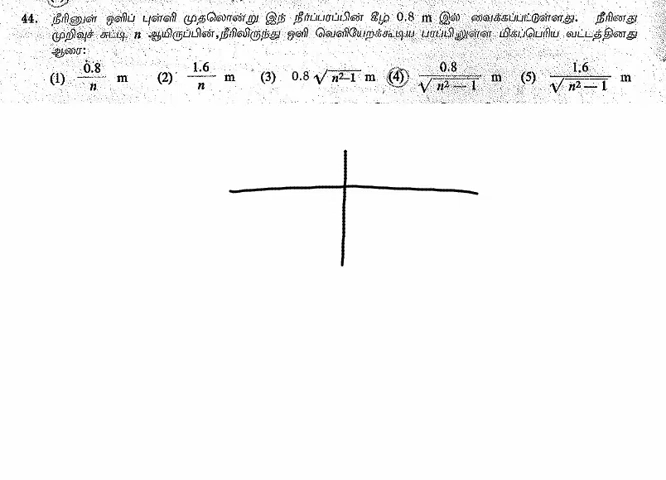 44. நீரினுள் ஒளிப் புள்ளி முதலொன்று இந் நீர்ப்பரப்பின் கீழ் 0.8 m இல் வைக்கப்பட்டுள்ளது. நீரினது
முறிவுச் சுட்டி n ஆயிருப்பின், நீரிலிருந்து ஒளி வெளியேறக்கூடிய பரப்பிலுள்ள மிகப்பெரிய வட்டத்தினது
ஆரை:
(1) 0.8/n m (2) 1.6/n m (3) 0.8 √(n²–1) m (4) 0.8/√(n² – 1) m (5) 1.6/√(n² – 1) m